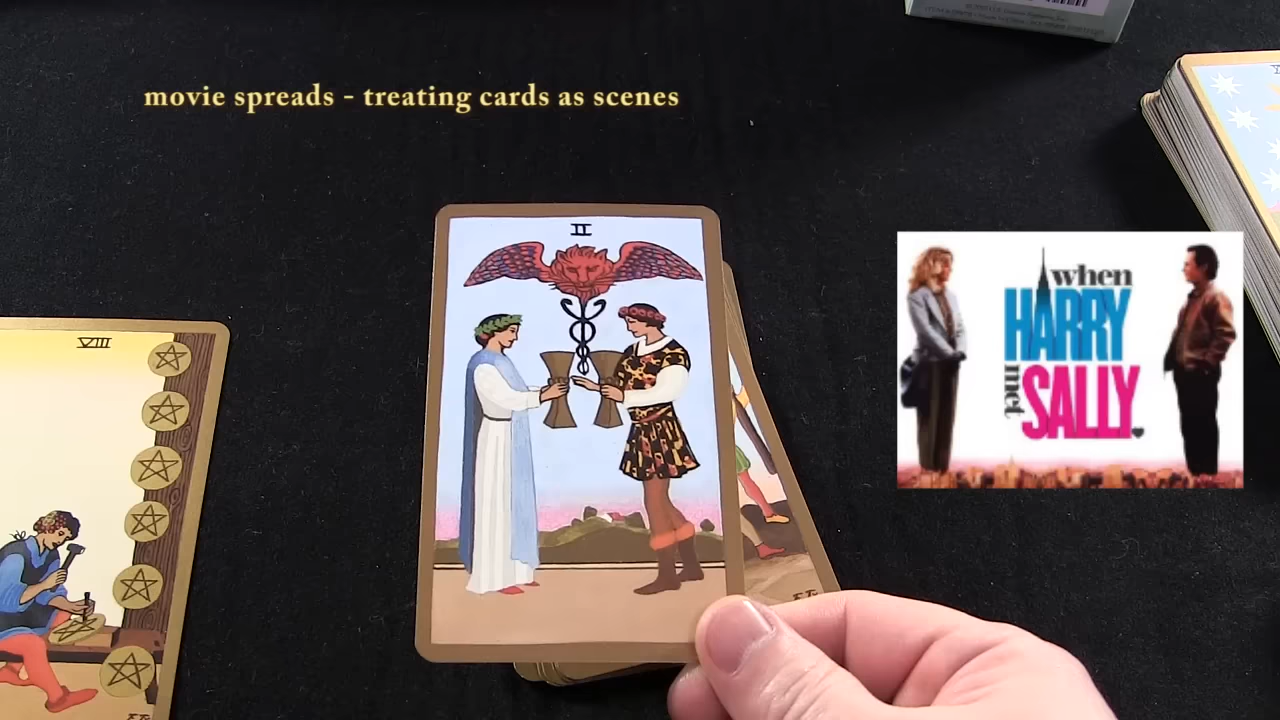 movie spreads - treating cards as scenes
II
VIII
when
HARRY
met
SALLY